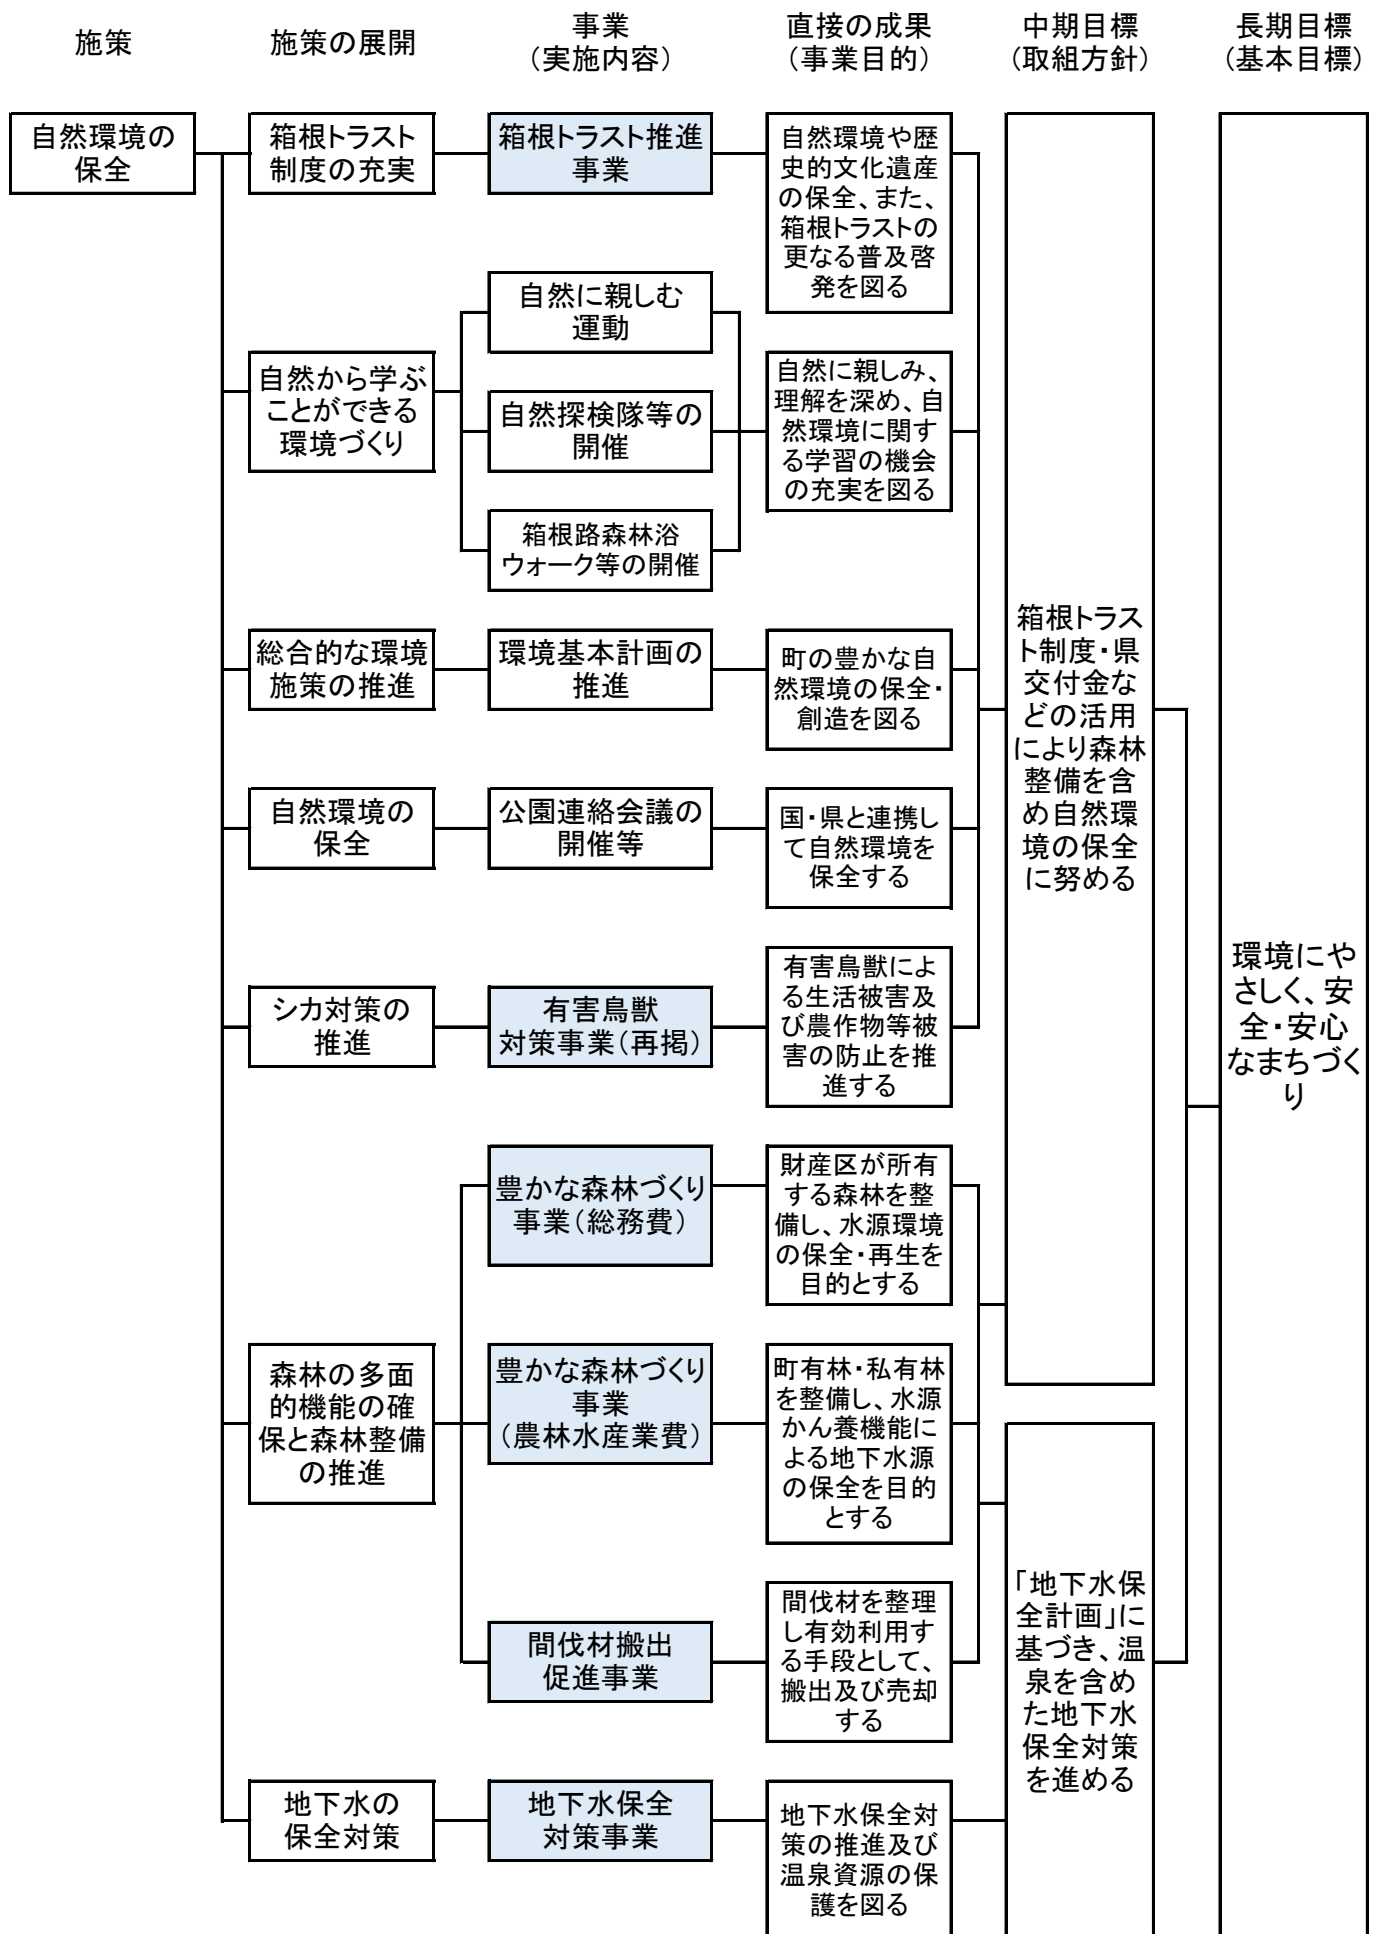 施策
施策の展開
事業
（実施内容）
直接の成果
（事業目的）
中期目標
（取組方針）
長期目標
（基本目標）
自然環境の
保全
箱根トラスト
制度の充実
箱根トラスト推進
事業
自然環境や歴
史的文化遺産
の保全、また、
箱根トラストの
更なる普及啓
発を図る
自然から学ぶ
ことができる
環境づくり
自然に親しむ
運動
自然探検隊等の
開催
箱根路森林浴
ウォーク等の開催
自然に親しみ、
理解を深め、自
然環境に関す
る学習の機会
の充実を図る
総合的な環境
施策の推進
環境基本計画の
推進
町の豊かな自
然環境の保全・
創造を図る
自然環境の
保全
公園連絡会議の
開催等
国・県と連携し
て自然環境を
保全する
シカ対策の
推進
有害鳥獣
対策事業（再掲）
有害鳥獣によ
る生活被害及
び農作物等被
害の防止を推
進する
森林の多面
的機能の確
保と森林整備
の推進
豊かな森林づくり
事業（総務費）
財産区が所有
する森林を整
備し、水源環境
の保全・再生を
目的とする
豊かな森林づくり
事業
（農林水産業費）
町有林・私有林
を整備し、水源
かん養機能に
よる地下水源
の保全を目的
とする
間伐材搬出
促進事業
間伐材を整理
し有効利用す
る手段として、
搬出及び売却
する
地下水の
保全対策
地下水保全
対策事業
地下水保全対
策の推進及び
温泉資源の保
護を図る
箱根トラス
ト制度・県
交付金な
どの活用
により森林
整備を含
め自然環
境の保全
に努める
「地下水保
全計画」に
基づき、温
泉を含め
た地下水
保全対策
を進める
環境にや
さしく、安
全・安心
なまちづく
り